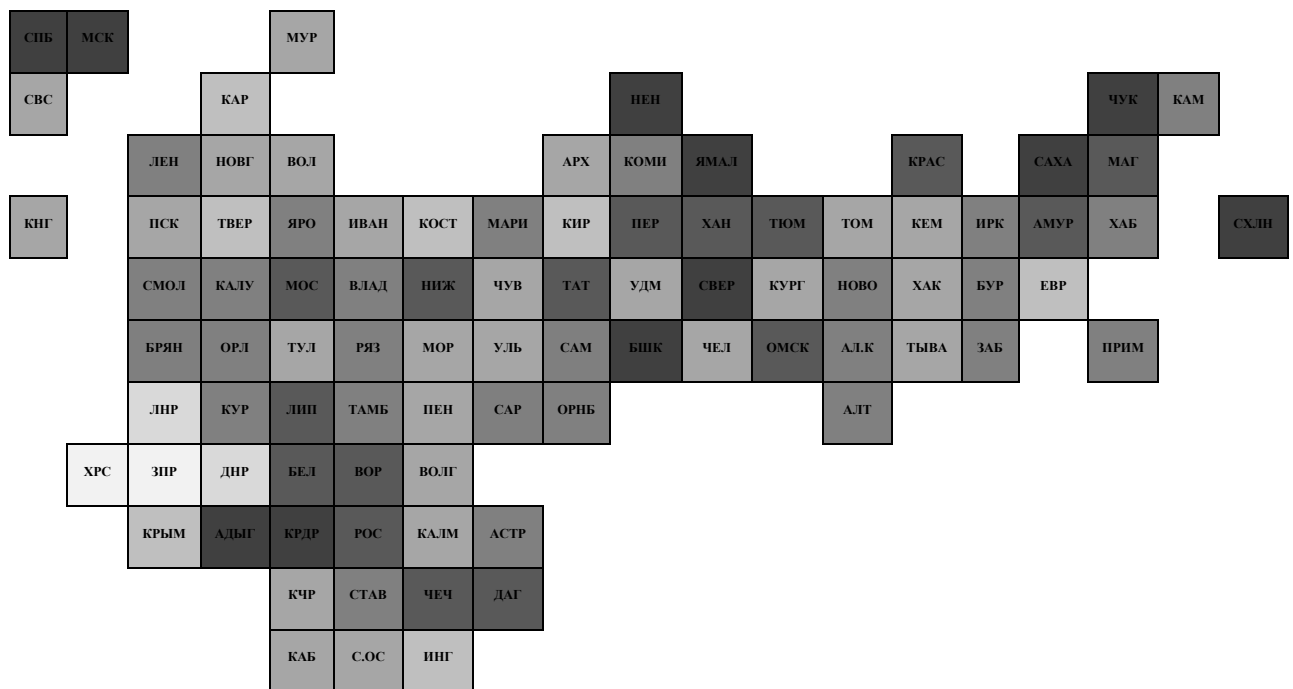 СПБ МСК МУР
СВС КАР НЕН ЧУК КАМ
ЛЕН НОВГ ВОЛ АРХ КОМИ ЯМАЛ КРАС САХА МАГ
КНГ ПСК ТВЕР ЯРО ИВАН КОСТ МАРИ КИР ПЕР ХАН ТЮМ ТОМ КЕМ ИРК АМУР ХАБ СХЛН
СМОЛ КАЛУ МОС ВЛАД НИЖ ЧУВ ТАТ УДМ СВЕР КУРГ НОВО ХАК БУР ЕВР
БРЯН ОРЛ ТУЛ РЯЗ МОР УЛЬ САМ БШК ЧЕЛ ОМСК АЛ.К ТЫВА ЗАБ ПРИМ
ЛНР КУР ЛИП ТАМБ ПЕН САР ОРНБ АЛТ
ХРС ЗПР ДНР БЕЛ ВОР ВОЛГ
КРЫМ АДЫГ КРДР РОС КАЛМ АСТР
КЧР СТАВ ЧЕЧ ДАГ
КАБ С.ОС ИНГ